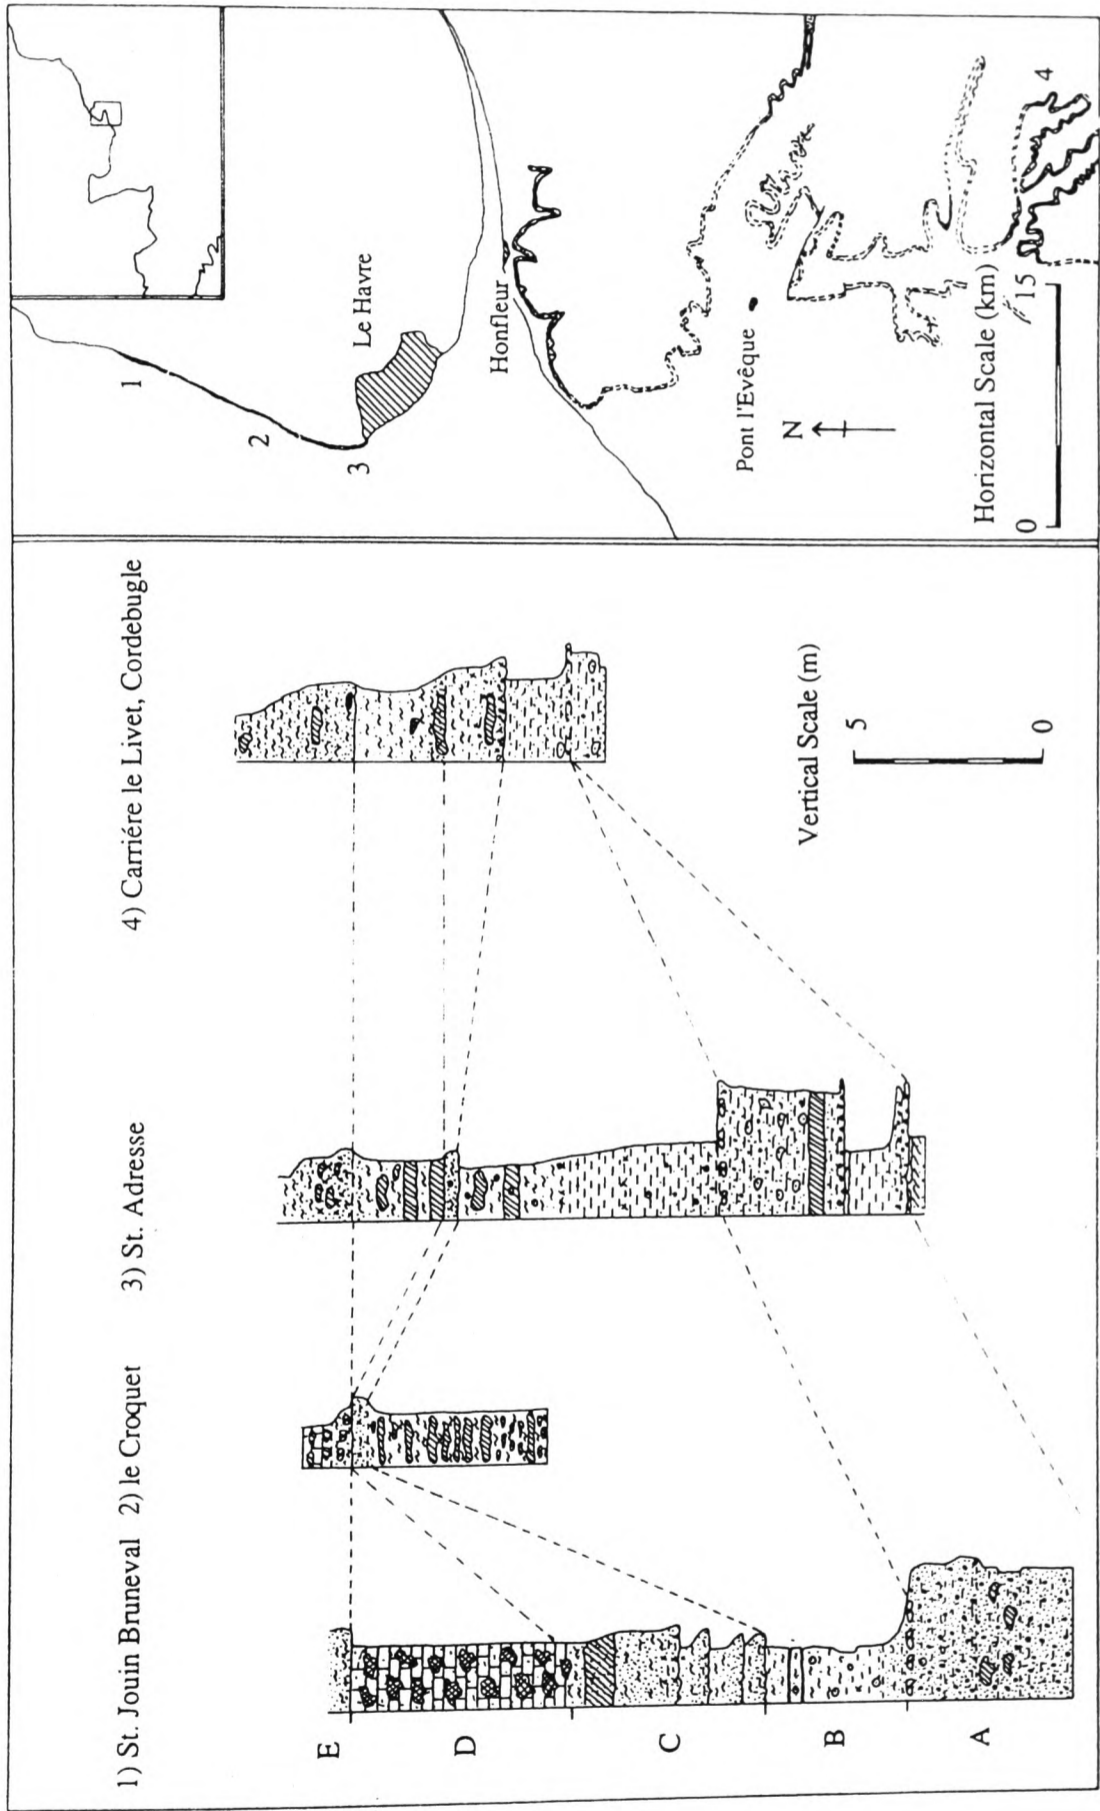 1) St. Jouin Bruneval 2) le Croquet 3) St. Adresse 4) Carriére le Livet, Cordebugle
E
D
C
B
A
Vertical Scale (m)
5
0
1
2
3
Le Havre
Honfleur
Pont l'Evêque
N
4
Horizontal Scale (km)
0
15